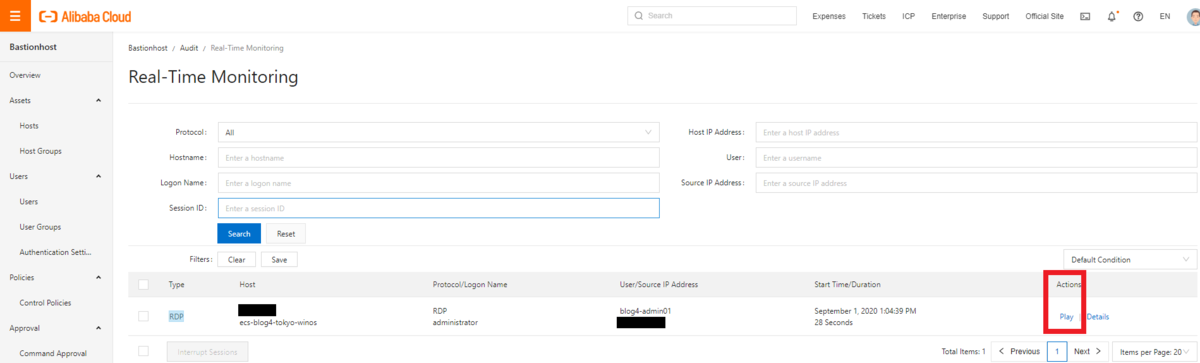 Alibaba Cloud
Search
Expenses Tickets ICP Enterprise Support Official Site EN
Bastionhost
Overview
Assets
Hosts
Host Groups
Users
Users
User Groups
Authentication Setti...
Policies
Control Policies
Approval
Command Approval
Bastionhost / Audit / Real-Time Monitoring
Real-Time Monitoring
Protocol: All
Host IP Address: Enter a host IP address
Hostname: Enter a hostname
User: Enter a username
Logon Name: Enter a logon name
Source IP Address: Enter a source IP address
Session ID: Enter a session ID
Search Reset
Filters: Clear Save
Default Condition
Type Host Protocol/Logon Name User/Source IP Address Start Time/Duration Actions
RDP
ecs-blog4-tokyo-winos
RDP
administrator
blog4-admin01
September 1, 2020 1:04:39 PM
28 Seconds
Play | Details
Interrupt Sessions
Total Items: 1 < Previous 1 Next > Items per Page: 20